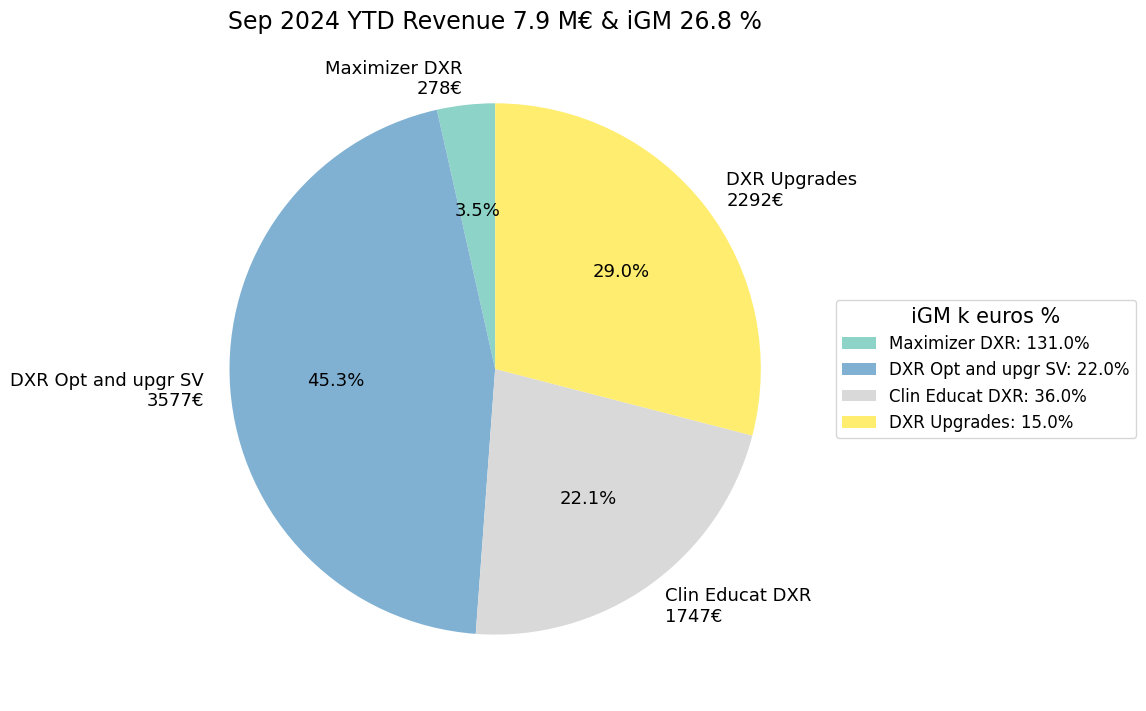 Sep 2024 YTD Revenue 7.9 M€ & iGM 26.8 %
Maximizer DXR
278€
3.5%
DXR Upgrades
2292€
29.0%
DXR Opt and upgr SV
3577€
45.3%
22.1%
Clin Educat DXR
1747€
iGM k euros %
Maximizer DXR: 131.0%
DXR Opt and upgr SV: 22.0%
Clin Educat DXR: 36.0%
DXR Upgrades: 15.0%